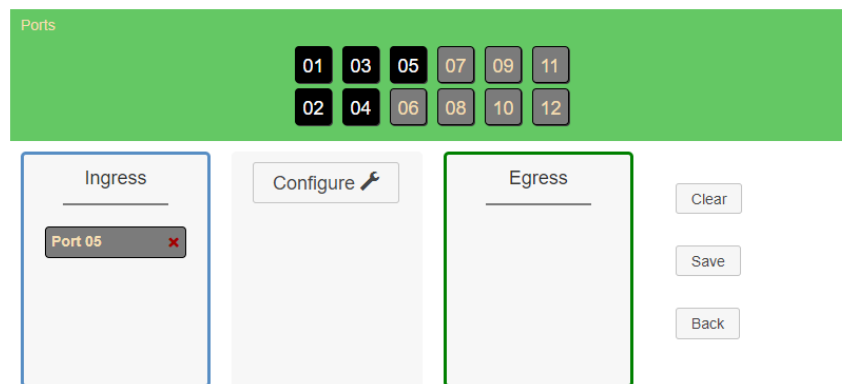 Ports
01 03 05 07 09 11
02 04 06 08 10 12
Ingress
Port 05
Configure
Egress
Clear
Save
Back